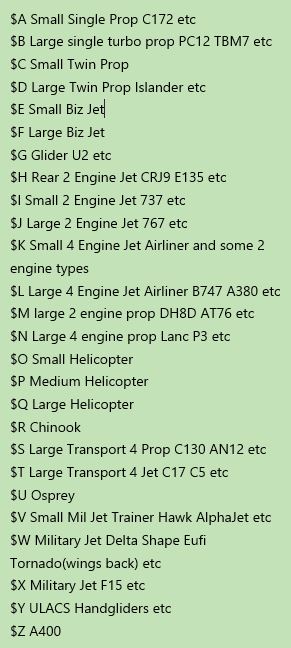 $A Small Single Prop C172 etc
$B Large single turbo prop PC12 TBM7 etc
$C Small Twin Prop
$D Large Twin Prop Islander etc
$E Small Biz Jet
$F Large Biz Jet
$G Glider U2 etc
$H Rear 2 Engine Jet CRJ9 E135 etc
$I Small 2 Engine Jet 737 etc
$J Large 2 Engine Jet 767 etc
$K Small 4 Engine Jet Airliner and some 2
engine types
$L Large 4 Engine Jet Airliner B747 A380 etc
$M large 2 engine prop DH8D AT76 etc
$N Large 4 engine prop Lanc P3 etc
$O Small Helicopter
$P Medium Helicopter
$Q Large Helicopter
$R Chinook
$S Large Transport 4 Prop C130 AN12 etc
$T Large Transport 4 Jet C17 C5 etc
$U Osprey
$V Small Mil Jet Trainer Hawk AlphaJet etc
$W Military Jet Delta Shape Eufi
Tornado(wings back) etc
$X Military Jet F15 etc
$Y ULACS Handgliders etc
$Z A400